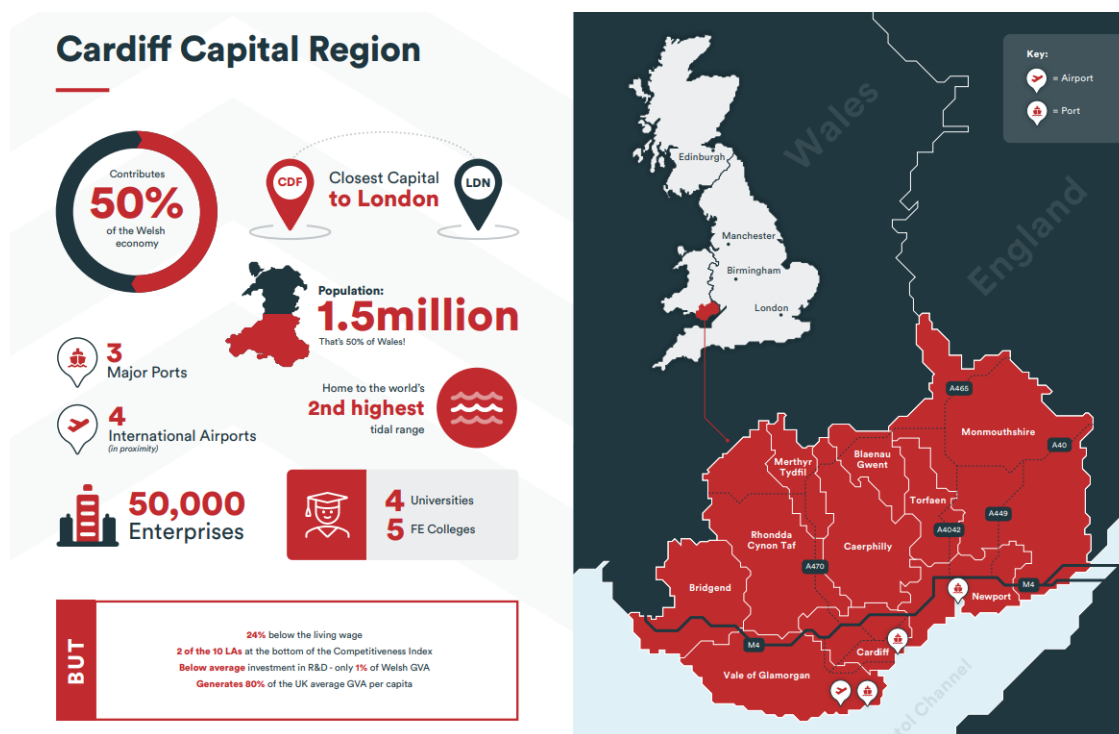 Cardiff Capital Region
Contributes
50%
of the Welsh
economy
CDF
Closest Capital
to London
LDN
Population:
1.5million
That's 50% of Wales!
3
Major Ports
4
International Airports
(in proximity)
Home to the world's
2nd highest
tidal range
50,000
Enterprises
4 Universities
5 FE Colleges
BUT
24% below the living wage
2 of the 10 LAs at the bottom of the Competitiveness Index
Below average investment in R&D - only 1% of Welsh GVA
Generates 80% of the UK average GVA per capita
Key:
= Airport
= Port
Wales
England
Edinburgh
Manchester
Birmingham
London
A465
Monmouthshire
A40
Merthyr
Tydfil
Blaenau
Gwent
Torfaen
A449
A4042
Rhondda
Cynon Taf
Caerphilly
A470
Bridgend
Newport
M4
M4
Cardiff
Vale of Glamorgan
Channel